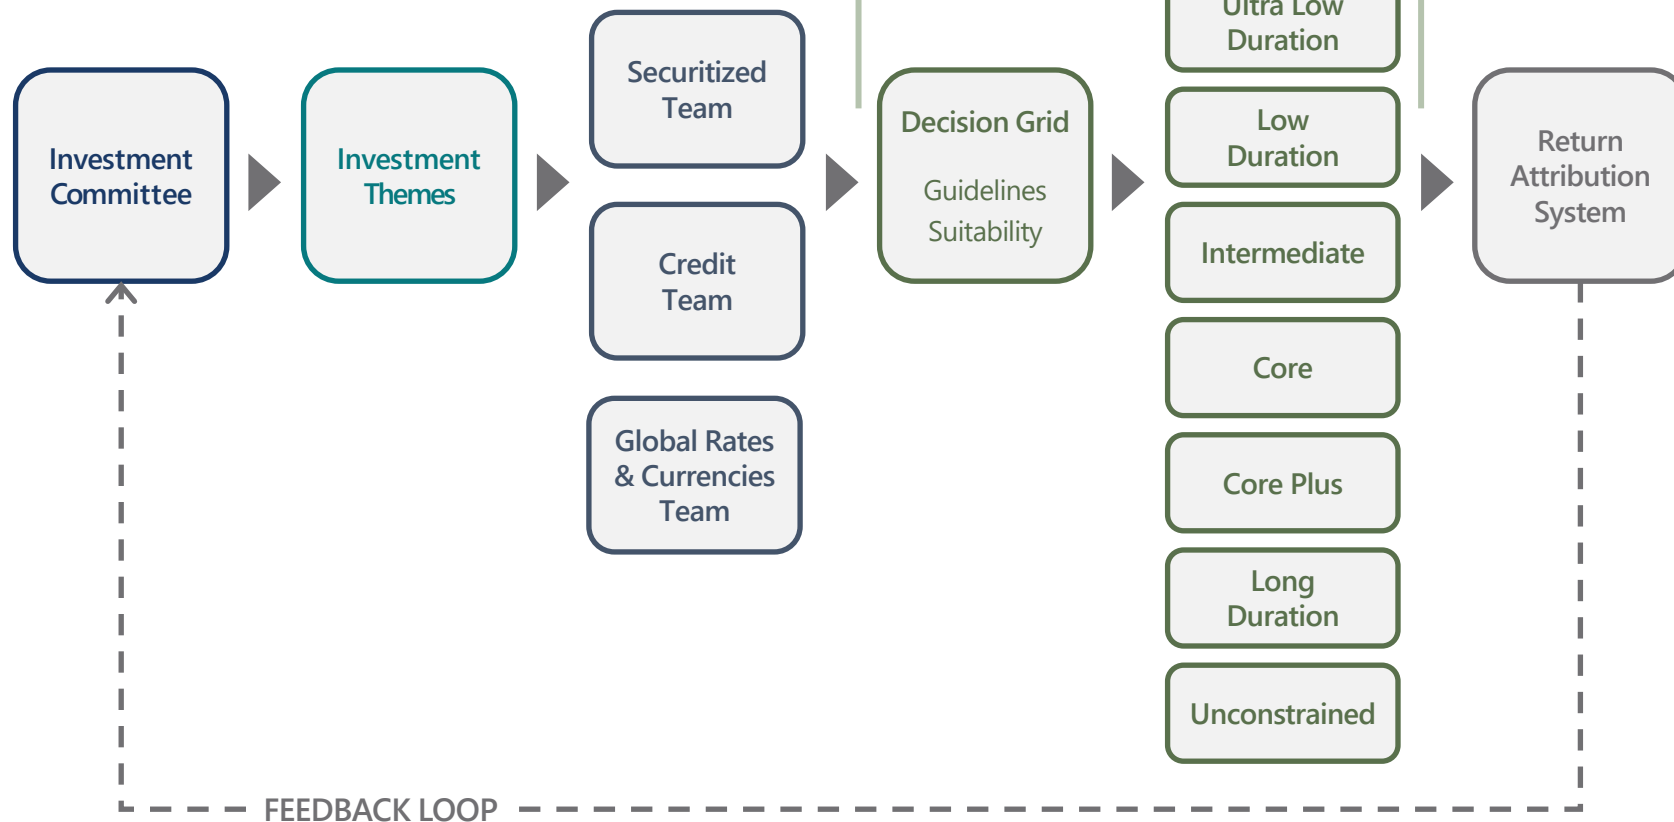 Investment
Committee
Investment
Themes
Securitized
Team
Credit
Team
Global Rates
& Currencies
Team
Decision Grid
Guidelines
Suitability
Ultra Low
Duration
Low
Duration
Intermediate
Core
Core Plus
Long
Duration
Unconstrained
Return
Attribution
System
FEEDBACK LOOP